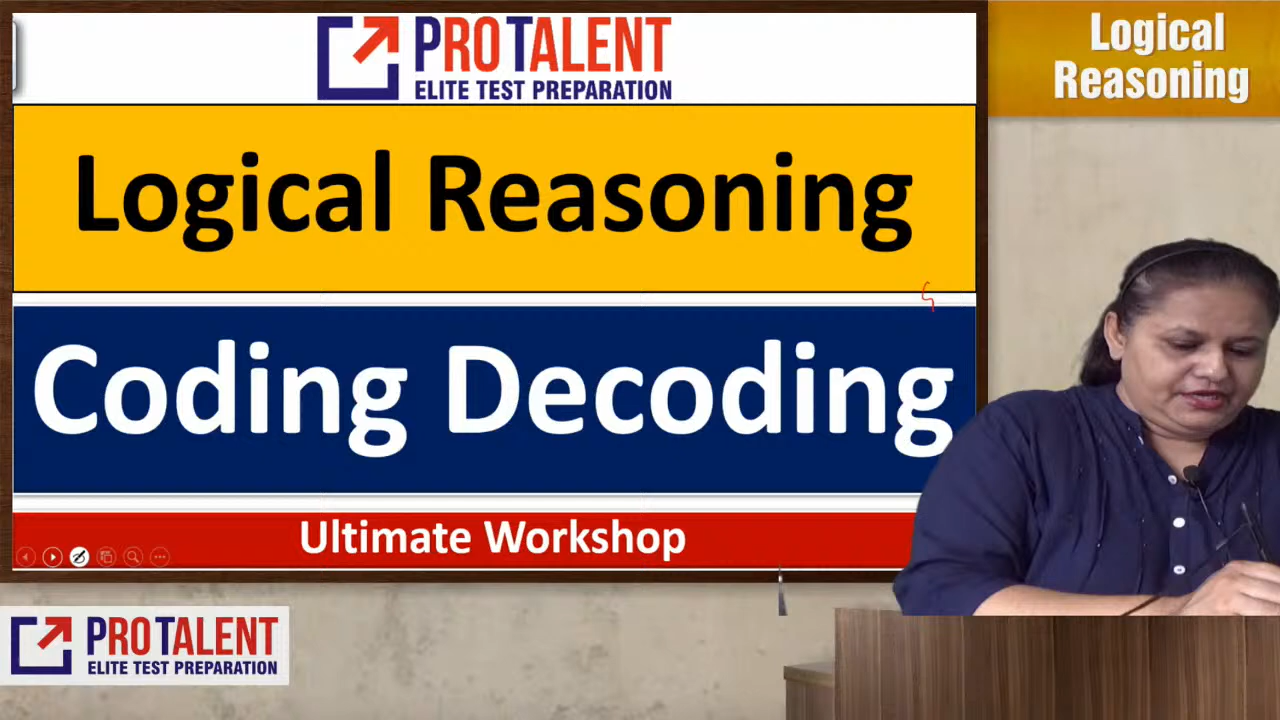 PROTALENT
ELITE TEST PREPARATION
Logical
Reasoning
Logical Reasoning
Coding Decoding
Ultimate Workshop
PROTALENT
ELITE TEST PREPARATION